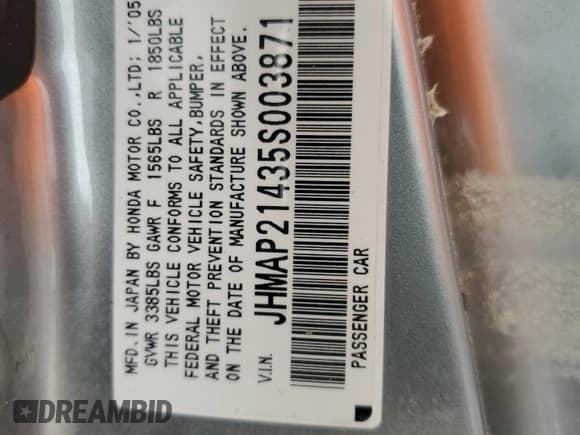 MFD. IN JAPAN BY HONDA MOTOR CO.,LTD; 1/'05
GVWR 3385LBS GAWR F 1565LBS R 1850LBS
THIS VEHICLE CONFORMS TO ALL APPLICABLE
FEDERAL MOTOR VEHICLE SAFETY,BUMPER,
AND THEFT PREVENTION STANDARDS IN EFFECT
ON THE DATE OF MANUFACTURE SHOWN ABOVE.
V.I.N. JHMAP21435S003871
PASSENGER CAR
DREAMBID